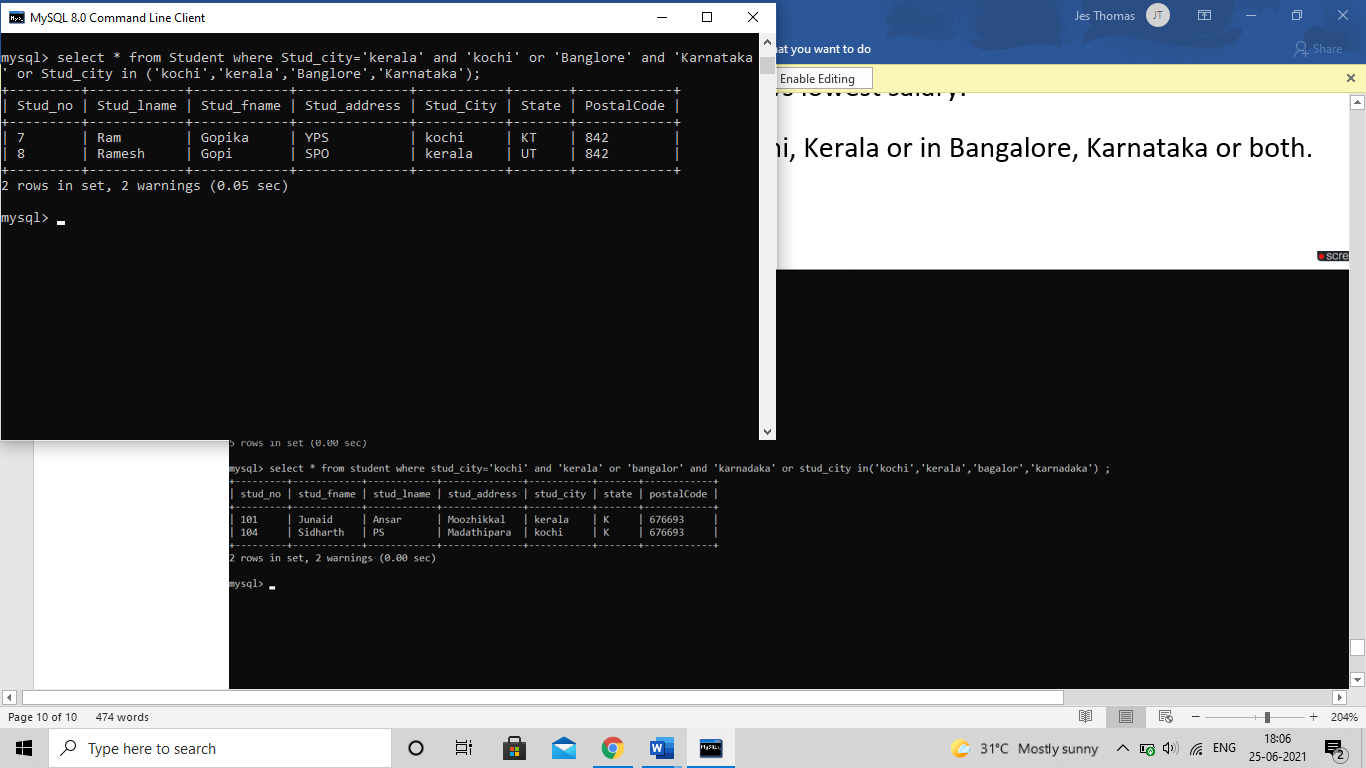 MySQL 8.0 Command Line Client
mysql> select * from Student where Stud_city='kerala' and 'kochi' or 'Banglore' and 'Karnataka
' or Stud_city in ('kochi','kerala','Banglore','Karnataka');
+---------+------------+------------+--------------+-----------+-------+------------+
| Stud_no | Stud_lname | Stud_fname | Stud_address | Stud_City | State | PostalCode |
+---------+------------+------------+--------------+-----------+-------+------------+
| 7       | Ram        | Gopika     | YPS          | kochi     | KT    | 842        |
| 8       | Ramesh     | Gopi       | SPO          | kerala    | UT    | 842        |
+---------+------------+------------+--------------+-----------+-------+------------+
2 rows in set, 2 warnings (0.05 sec)
mysql>
Jes Thomas
JT
hat you want to do
Share
Enable Editing
lowest salary.
hi, Kerala or in Bangalore, Karnataka or both.
scre
5 rows in set (0.00 sec)
mysql> select * from student where stud_city='kochi' and 'kerala' or 'bangalor' and 'karnadaka' or stud_city in('kochi','kerala','bagalor','karnadaka') ;
+---------+------------+------------+--------------+-----------+-------+------------+
| stud_no | stud_fname | stud_lname | stud_address | stud_city | state | postalCode |
+---------+------------+------------+--------------+-----------+-------+------------+
| 101     | Junaid     | Ansar      | Moozhikkal   | kerala    | K     | 676693     |
| 104     | Sidharth   | PS         | Madathipara  | kochi     | K     | 676693     |
+---------+------------+------------+--------------+-----------+-------+------------+
2 rows in set, 2 warnings (0.00 sec)
mysql>
Page 10 of 10 474 words
204%
Type here to search
31°C Mostly sunny
ENG
18:06
25-06-2021
2